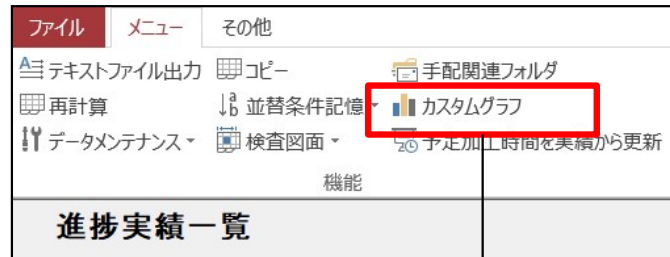 ファイル メニュー その他
テキストファイル出力 コピー 手配関連フォルダ
再計算 並替条件記憶 カスタムグラフ
データメンテナンス 検査図面 予定加工時間を実績から更新
機能
進捗実績一覧